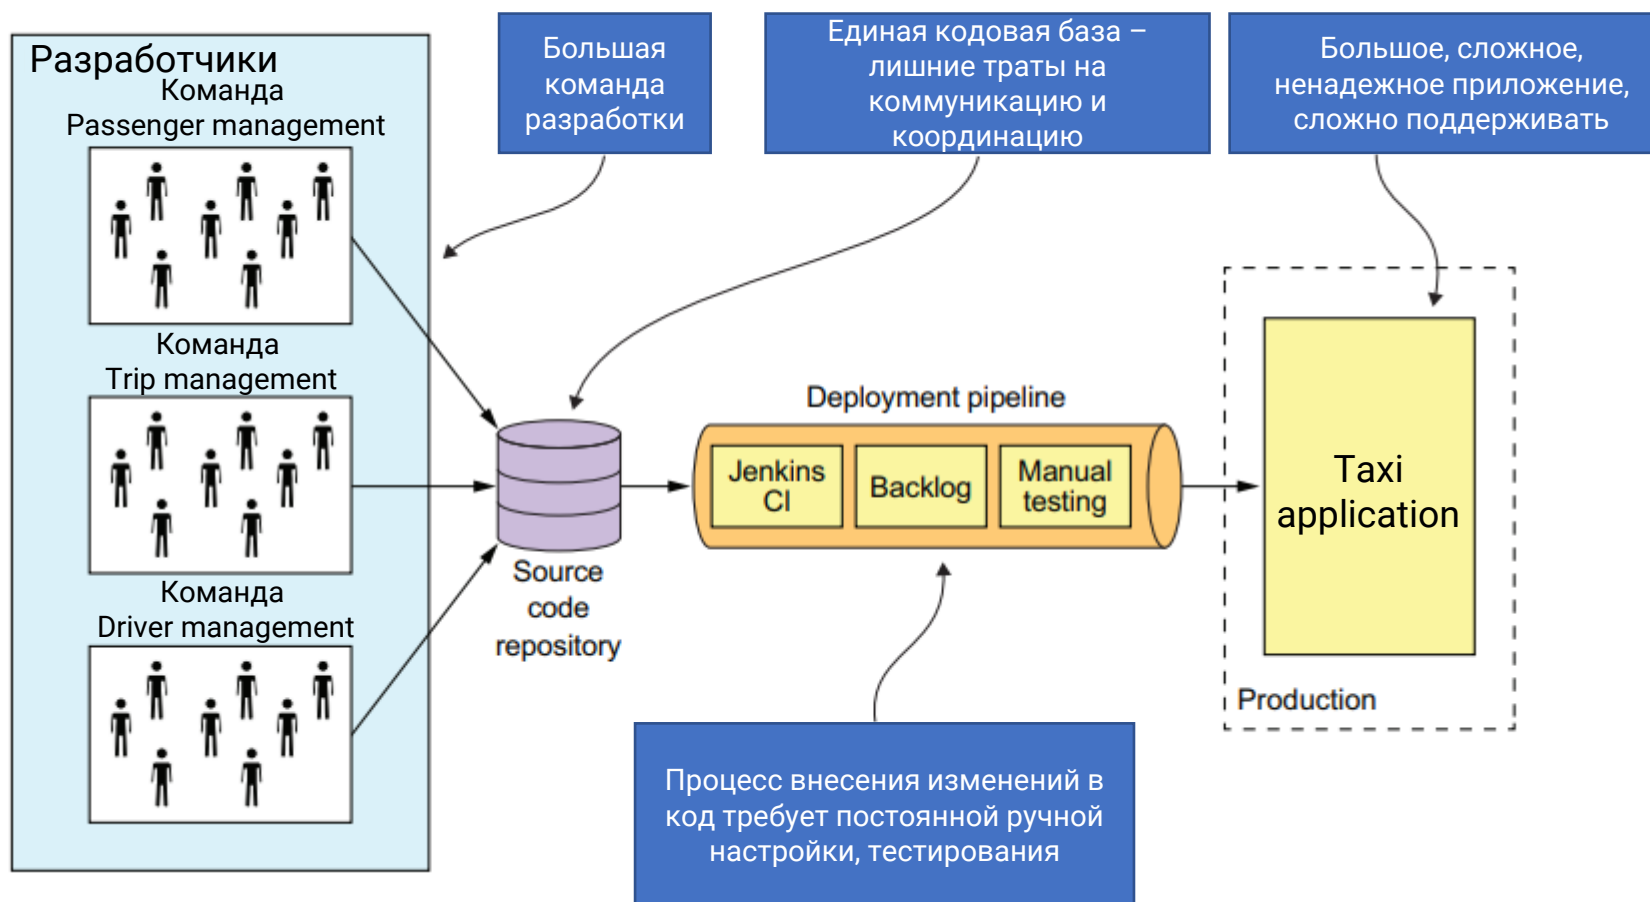 Разработчики
Команда
Passenger management
Команда
Trip management
Команда
Driver management
Большая
команда
разработки
Единая кодовая база –
лишние траты на
коммуникацию и
координацию
Большое, сложное,
ненадежное приложение,
сложно поддерживать
Source
code
repository
Deployment pipeline
Jenkins
CI
Backlog
Manual
testing
Taxi
application
Production
Процесс внесения изменений в
код требует постоянной ручной
настройки, тестирования